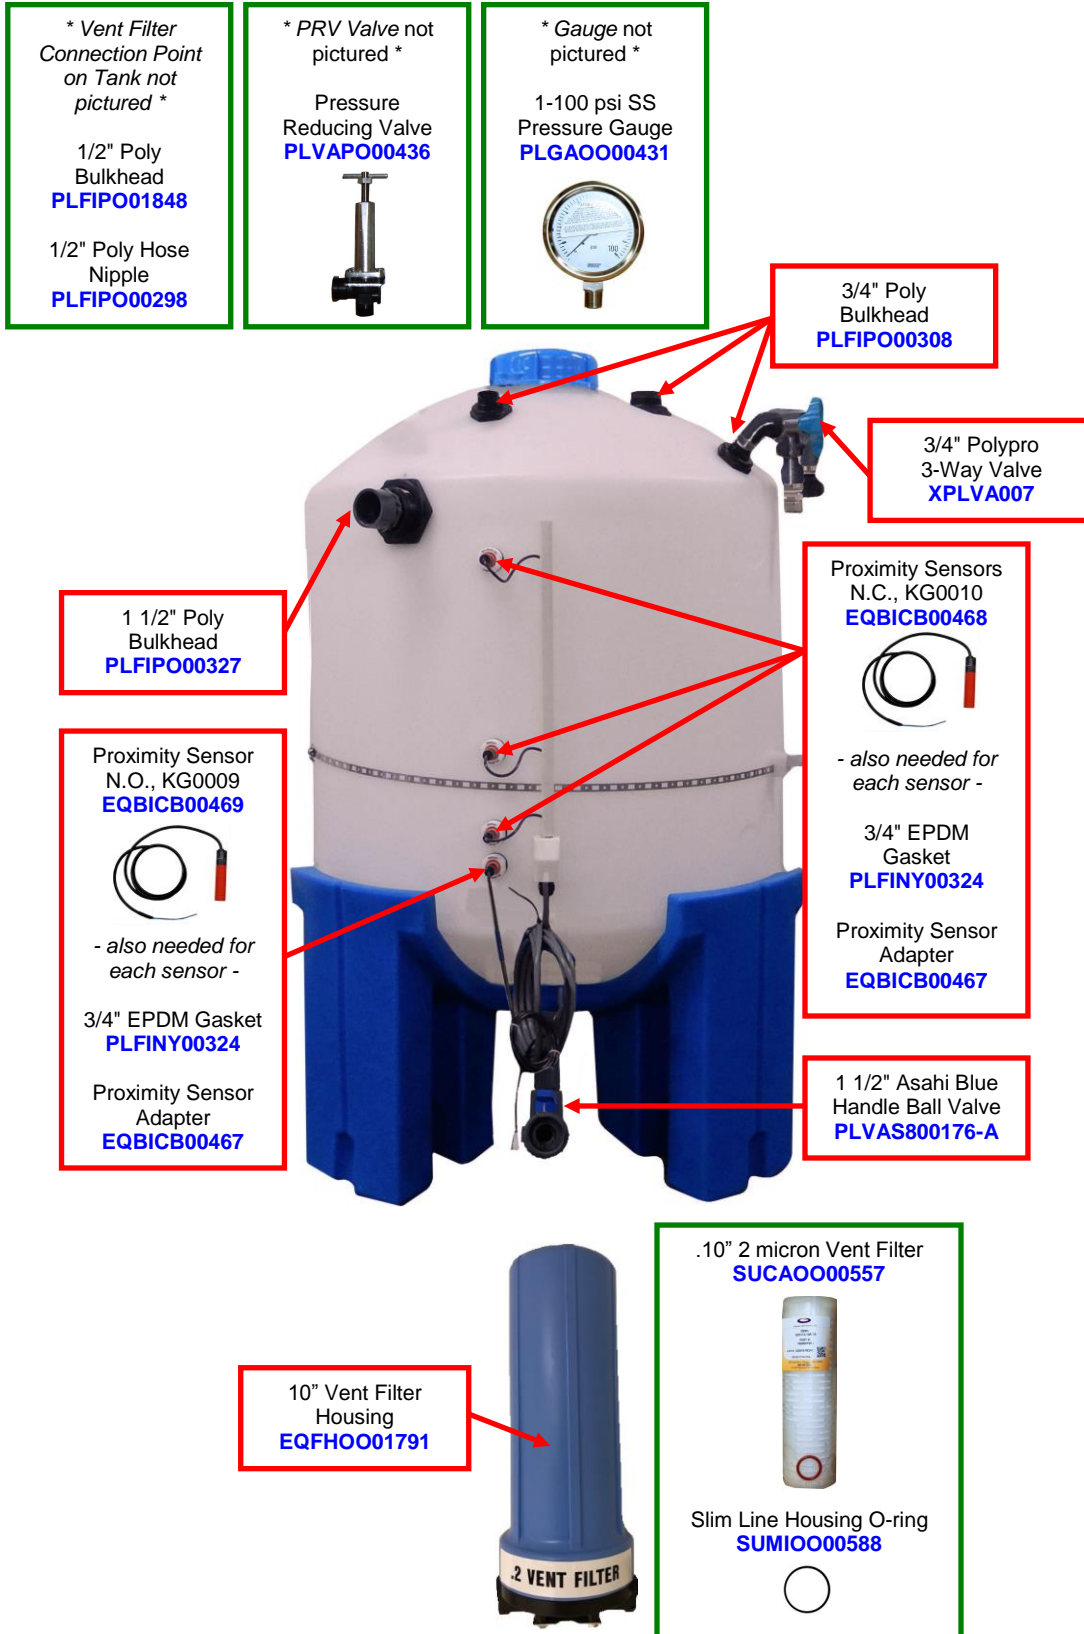 * Vent Filter
Connection Point
on Tank not
pictured *
1/2" Poly
Bulkhead
PLFIPO01848
1/2" Poly Hose
Nipple
PLFIPO00298
* PRV Valve not
pictured *
Pressure
Reducing Valve
PLVAPO00436
* Gauge not
pictured *
1-100 psi SS
Pressure Gauge
PLGAOO00431
100
3/4" Poly
Bulkhead
PLFIPO00308
3/4" Polypro
3-Way Valve
XPLVA007
1 1/2" Poly
Bulkhead
PLFIPO00327
Proximity Sensors
N.C., KG0010
EQBICB00468
- also needed for
each sensor -
3/4" EPDM
Gasket
PLFINY00324
Proximity Sensor
Adapter
EQBICB00467
Proximity Sensor
N.O., KG0009
EQBICB00469
- also needed for
each sensor -
3/4" EPDM Gasket
PLFINY00324
Proximity Sensor
Adapter
EQBICB00467
1 1/2" Asahi Blue
Handle Ball Valve
PLVAS800176-A
10” Vent Filter
Housing
EQFHOO01791
.2 VENT FILTER
.10” 2 micron Vent Filter
SUCAOO00557
Slim Line Housing O-ring
SUMIOO00588